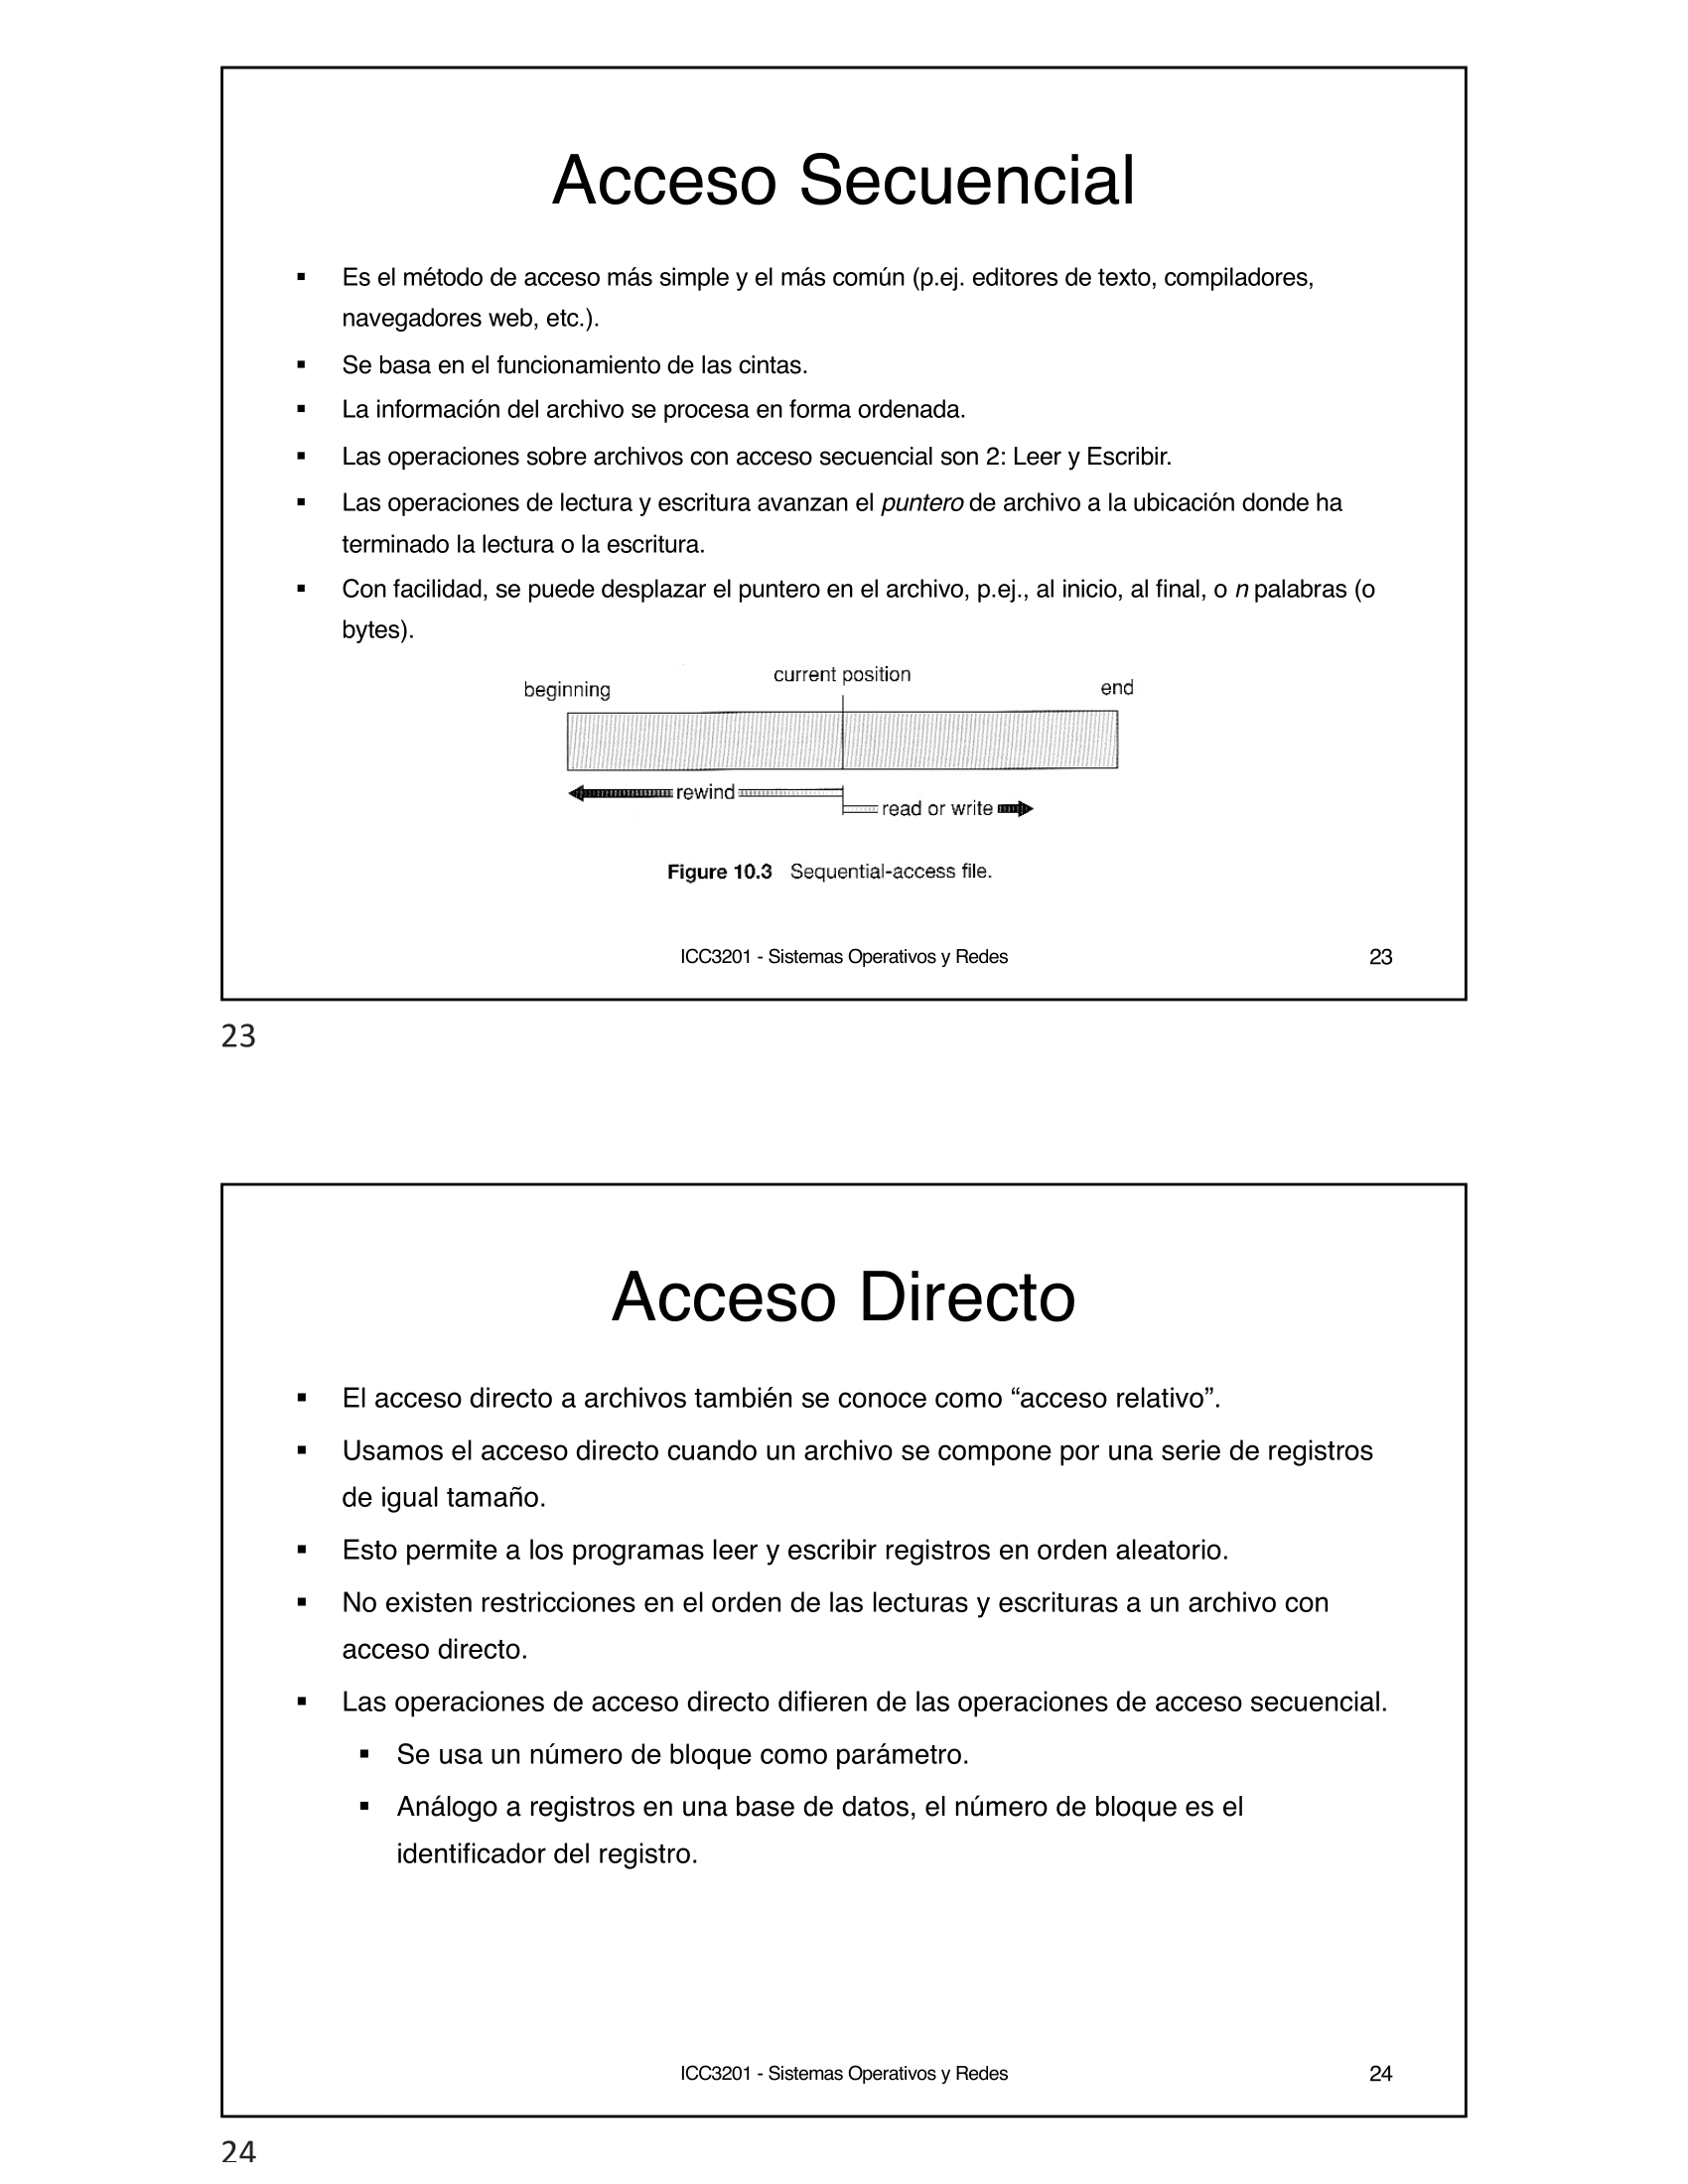 Acceso Secuencial
▪ Es el método de acceso más simple y el más común (p.ej. editores de texto, compiladores,
navegadores web, etc.).
▪ Se basa en el funcionamiento de las cintas.
▪ La información del archivo se procesa en forma ordenada.
▪ Las operaciones sobre archivos con acceso secuencial son 2: Leer y Escribir.
▪ Las operaciones de lectura y escritura avanzan el puntero de archivo a la ubicación donde ha
terminado la lectura o la escritura.
▪ Con facilidad, se puede desplazar el puntero en el archivo, p.ej., al inicio, al final, o n palabras (o
bytes).
current position
beginning end
rewind
read or write
Figure 10.3 Sequential-access file.
ICC3201 - Sistemas Operativos y Redes 23
23
Acceso Directo
▪ El acceso directo a archivos también se conoce como “acceso relativo”.
▪ Usamos el acceso directo cuando un archivo se compone por una serie de registros
de igual tamaño.
▪ Esto permite a los programas leer y escribir registros en orden aleatorio.
▪ No existen restricciones en el orden de las lecturas y escrituras a un archivo con
acceso directo.
▪ Las operaciones de acceso directo difieren de las operaciones de acceso secuencial.
▪ Se usa un número de bloque como parámetro.
▪ Análogo a registros en una base de datos, el número de bloque es el
identificador del registro.
ICC3201 - Sistemas Operativos y Redes 24
24